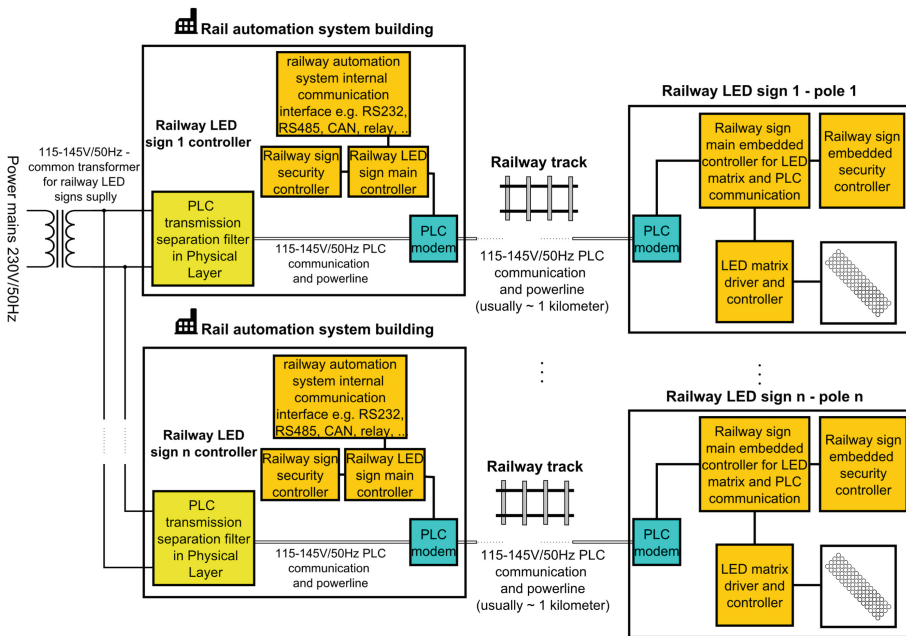 Rail automation system building
railway automation
system internal
communication
interface e.g. RS232,
RS485, CAN, relay, ..
Railway LED
sign 1 controller
Railway sign
security
controller
Railway LED
sign main
controller
115-145V/50Hz -
common transformer
for railway LED
signs suplly
Power mains 230V/50Hz
PLC
transmission
separation filter
in Physical
Layer
115-145V/50Hz PLC
communication
and powerline
PLC
modem
Railway track
115-145V/50Hz PLC
communication
and powerline
(usually ~ 1 kilometer)
Railway LED sign 1 - pole 1
Railway sign
main embedded
controller for LED
matrix and PLC
communication
Railway sign
embedded
security
controller
PLC
modem
LED matrix
driver and
controller
Rail automation system building
railway automation
system internal
communication
interface e.g. RS232,
RS485, CAN, relay, ..
Railway LED
sign n controller
Railway sign
security
controller
Railway LED
sign main
controller
PLC
transmission
separation filter
in Physical
Layer
115-145V/50Hz PLC
communication
and powerline
PLC
modem
Railway track
115-145V/50Hz PLC
communication
and powerline
(usually ~ 1 kilometer)
Railway LED sign n - pole n
Railway sign
main embedded
controller for LED
matrix and PLC
communication
Railway sign
embedded
security
controller
PLC
modem
LED matrix
driver and
controller